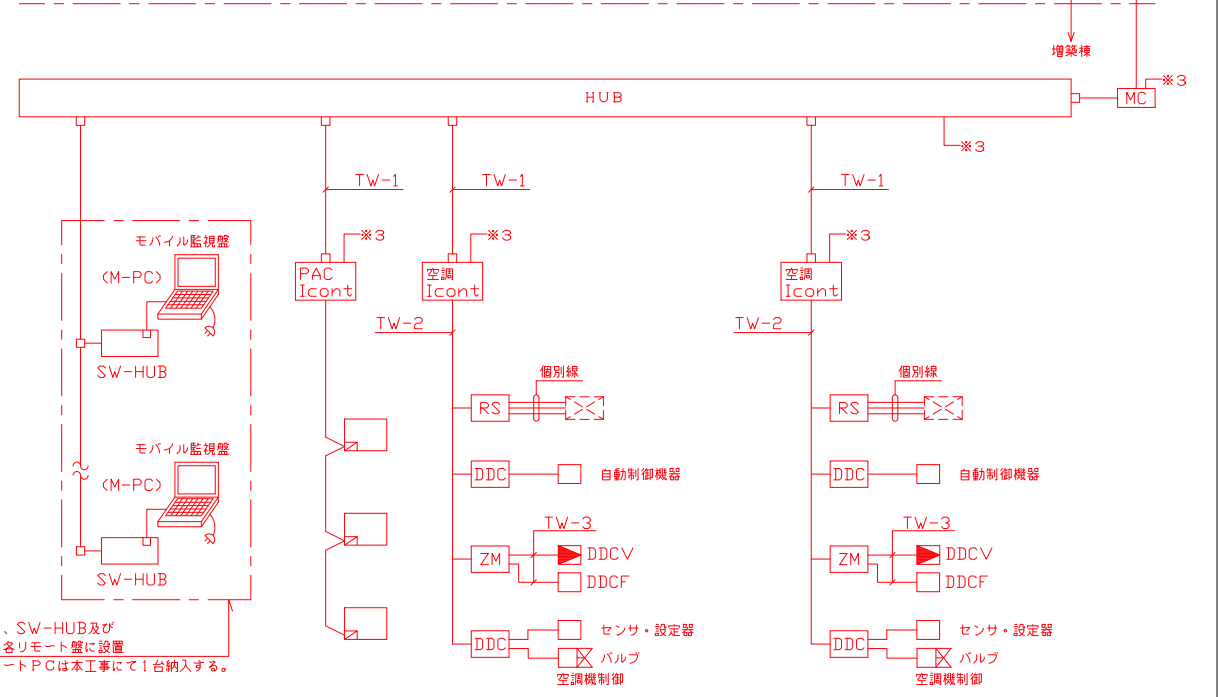 増築棟
HUB
MC
※3
※3
TW-1
TW-1
TW-1
モバイル監視盤
(M-PC)
SW-HUB
※3
※3
※3
PAC
Icont
空調
Icont
空調
Icont
TW-2
TW-2
個別線
個別線
RS
RS
モバイル監視盤
(M-PC)
SW-HUB
DDC
自動制御機器
DDC
自動制御機器
TW-3
TW-3
ZM
DDCV
DDCF
ZM
DDCV
DDCF
DDC
センサ・設定器
バルブ
空調機制御
DDC
センサ・設定器
バルブ
空調機制御
、SW-HUB及び
各リモート盤に設置
ートPCは本工事にて1台納入する。